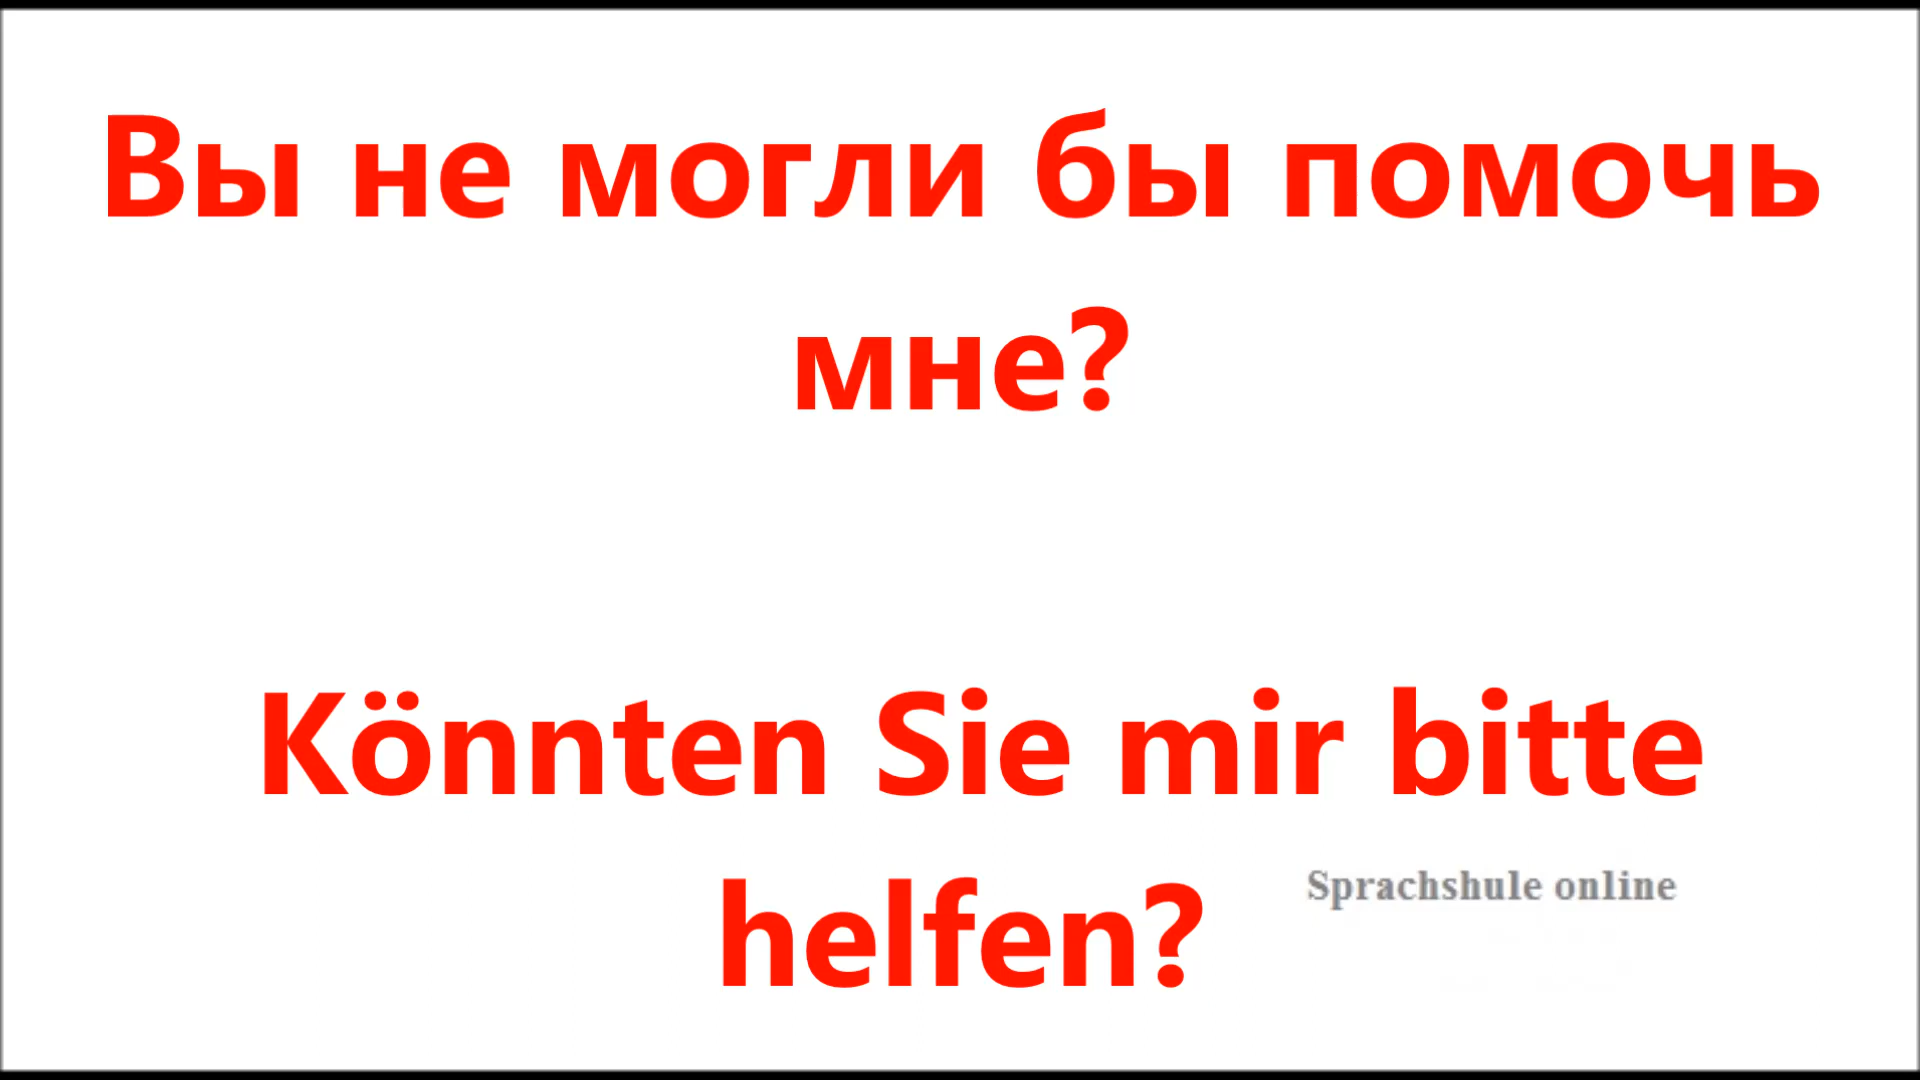 Вы не могли бы помочь
мне?
Könnten Sie mir bitte
helfen?
Sprachshule online